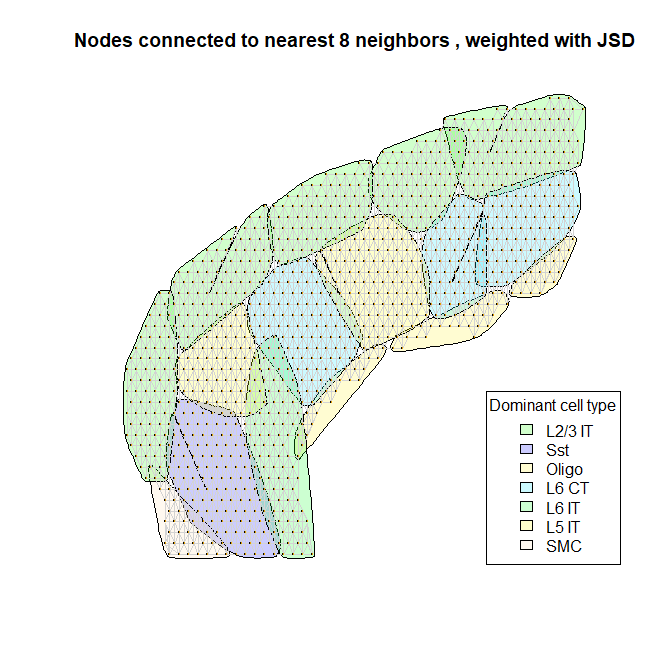 Nodes connected to nearest 8 neighbors , weighted with JSD
Dominant cell type
L2/3 IT
Sst
Oligo
L6 CT
L6 IT
L5 IT
SMC